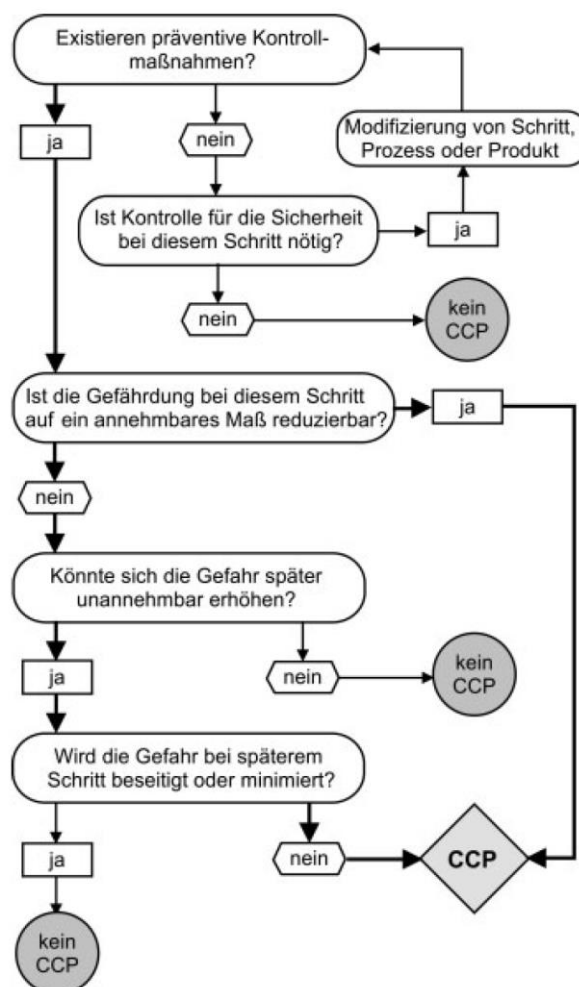 Existieren präventive Kontroll-
maßnahmen?
ja
nein
Modifizierung von Schritt,
Prozess oder Produkt
Ist Kontrolle für die Sicherheit
bei diesem Schritt nötig?
ja
nein
kein
CCP
Ist die Gefährdung bei diesem Schritt
auf ein annehmbares Maß reduzierbar?
ja
nein
Könnte sich die Gefahr später
unannehmbar erhöhen?
ja
nein
kein
CCP
Wird die Gefahr bei späterem
Schritt beseitigt oder minimiert?
ja
nein
CCP
kein
CCP